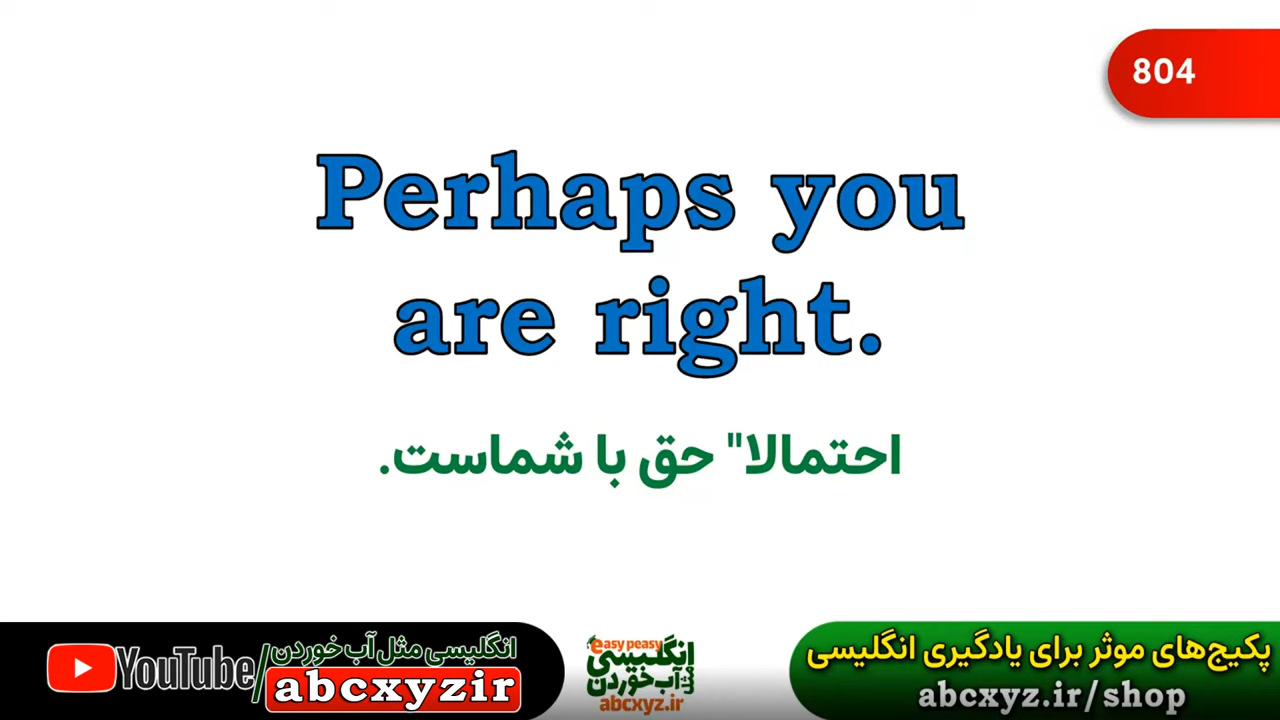 804
Perhaps you
are right.
احتمالا" حق با شماست.
YouTube/
انگلیسی مثل آب خوردن
abcxyzir
easy peasy
انگلیسی
مثل آب خوردن
abcxyz.ir
پکیج‌های موثر برای یادگیری انگلیسی
abcxyz.ir/shop